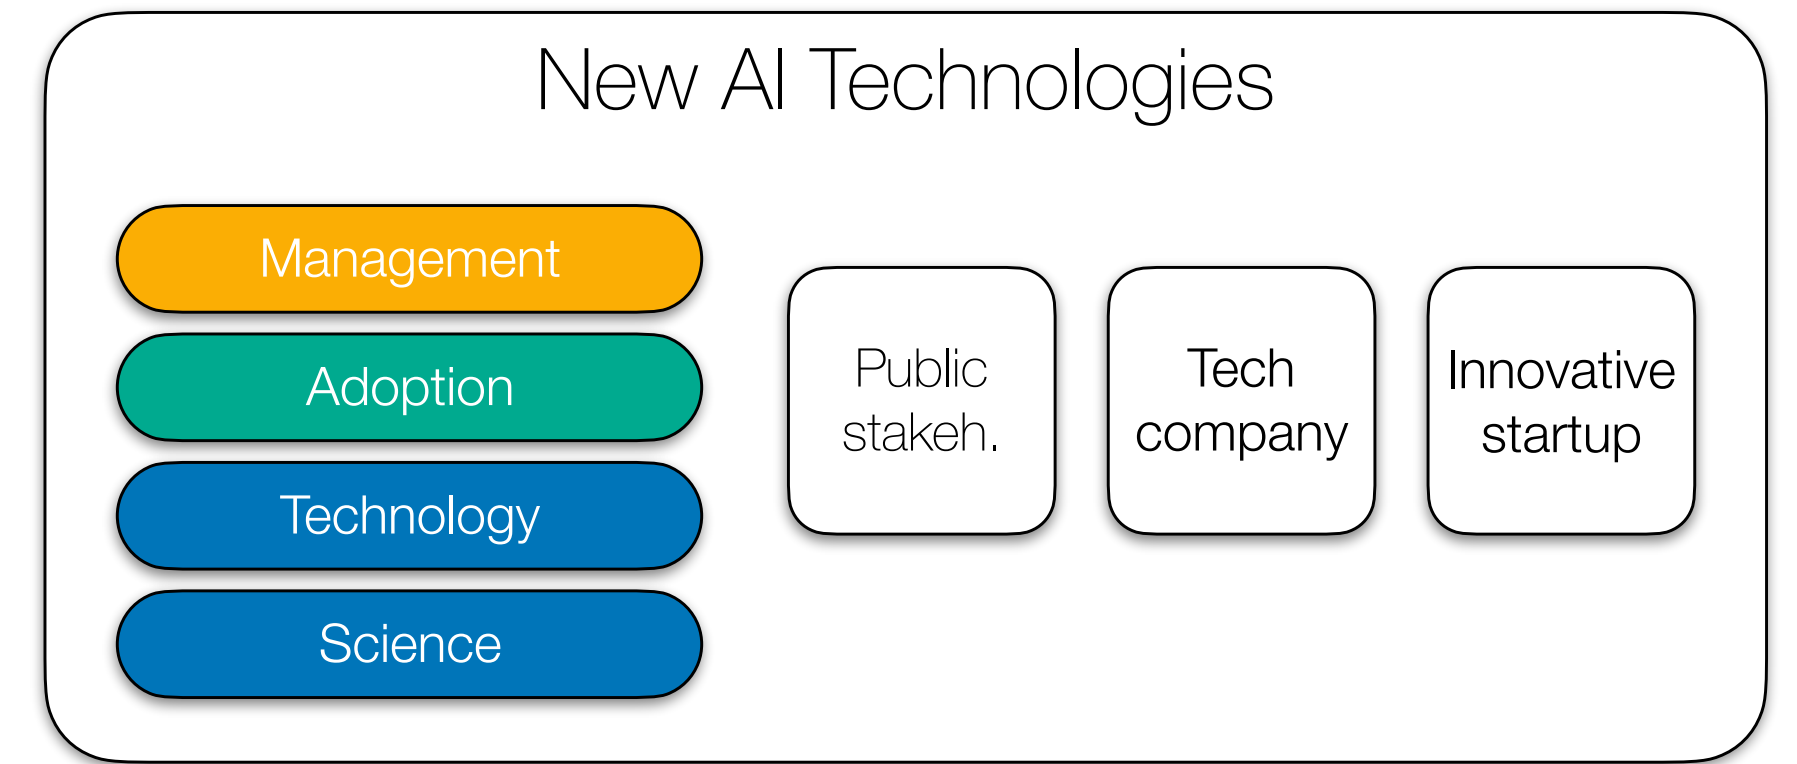 New AI Technologies
Management
Adoption
Technology
Science
Public
stakeh.
Tech
company
Innovative
startup